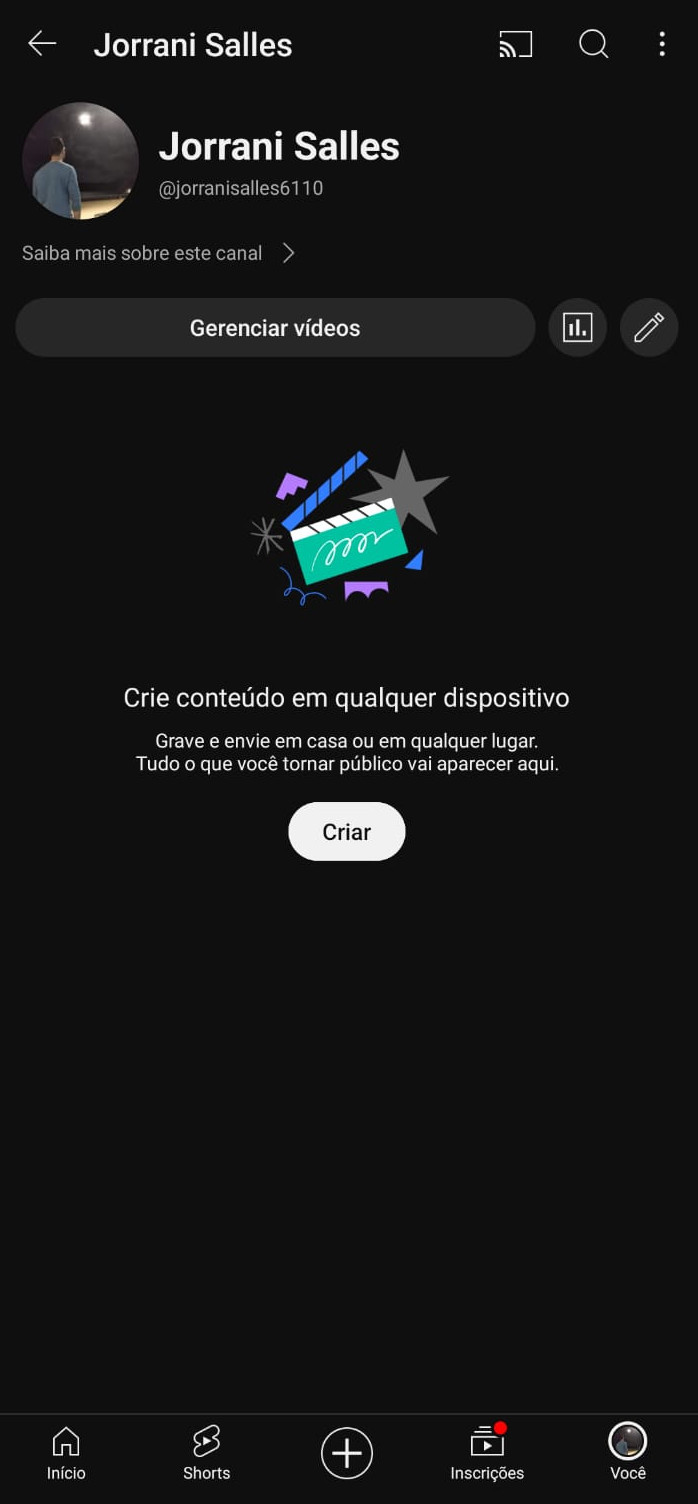 Jorrani Salles
Jorrani Salles
@jorranisalles6110
Saiba mais sobre este canal
Gerenciar vídeos
Crie conteúdo em qualquer dispositivo
Grave e envie em casa ou em qualquer lugar.
Tudo o que você tornar público vai aparecer aqui.
Criar
Início
Shorts
Inscrições
Você